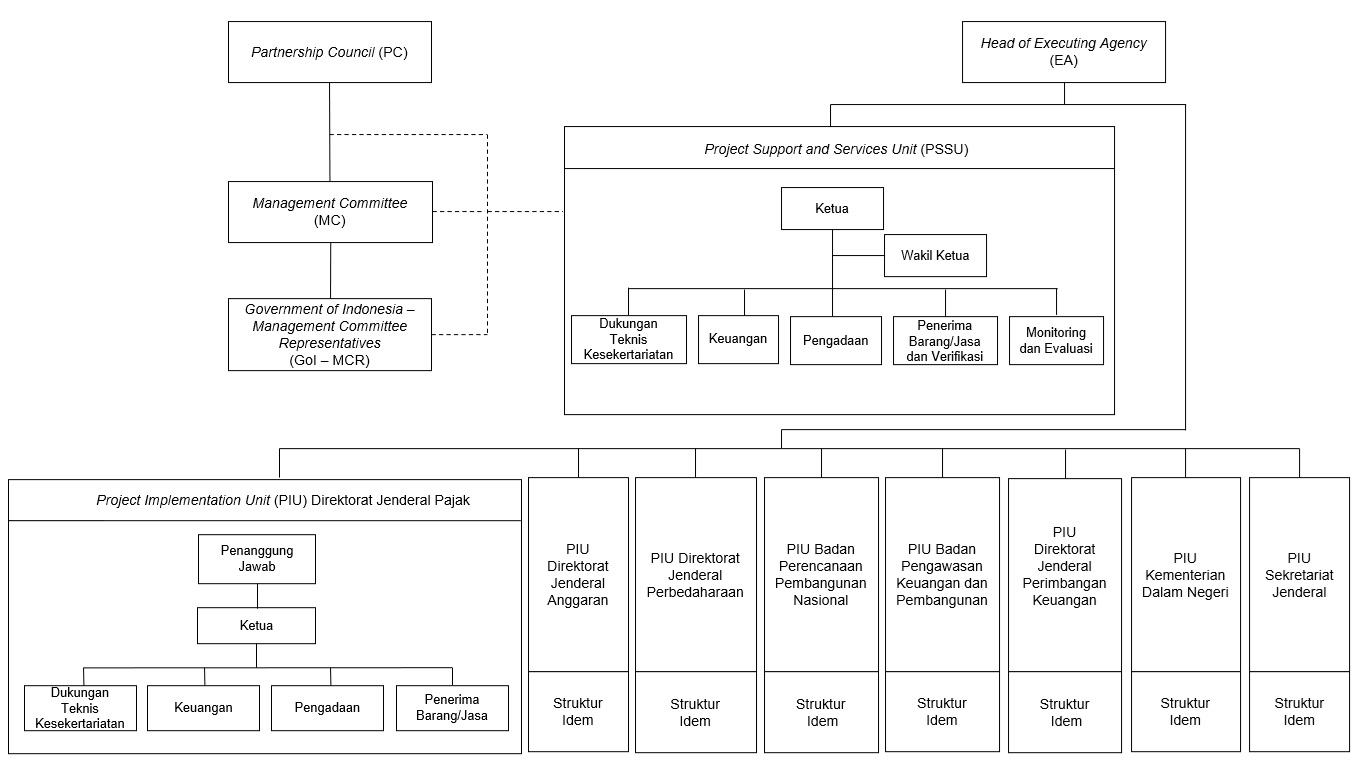 Partnership Council (PC)
Head of Executing Agency
(EA)
Project Support and Services Unit (PSSU)
Management Committee
(MC)
Ketua
Wakil Ketua
Government of Indonesia –
Management Committee
Representatives
(GoI – MCR)
Dukungan
Teknis
Kesekertariatan
Keuangan
Pengadaan
Penerima
Barang/Jasa
dan Verifikasi
Monitoring
dan Evaluasi
Project Implementation Unit (PIU) Direktorat Jenderal Pajak
Penanggung
Jawab
Ketua
Dukungan
Teknis
Kesekertariatan
Keuangan
Pengadaan
Penerima
Barang/Jasa
PIU
Direktorat
Jenderal
Anggaran
Struktur
Idem
PIU Direktorat
Jenderal
Perbedaharaan
Struktur
Idem
PIU Badan
Perencanaan
Pembangunan
Nasional
Struktur
Idem
PIU Badan
Pengawasan
Keuangan dan
Pembangunan
Struktur
Idem
PIU
Direktorat
Jenderal
Perimbangan
Keuangan
Struktur
Idem
PIU
Kementerian
Dalam Negeri
Struktur
Idem
PIU
Sekretariat
Jenderal
Struktur
Idem